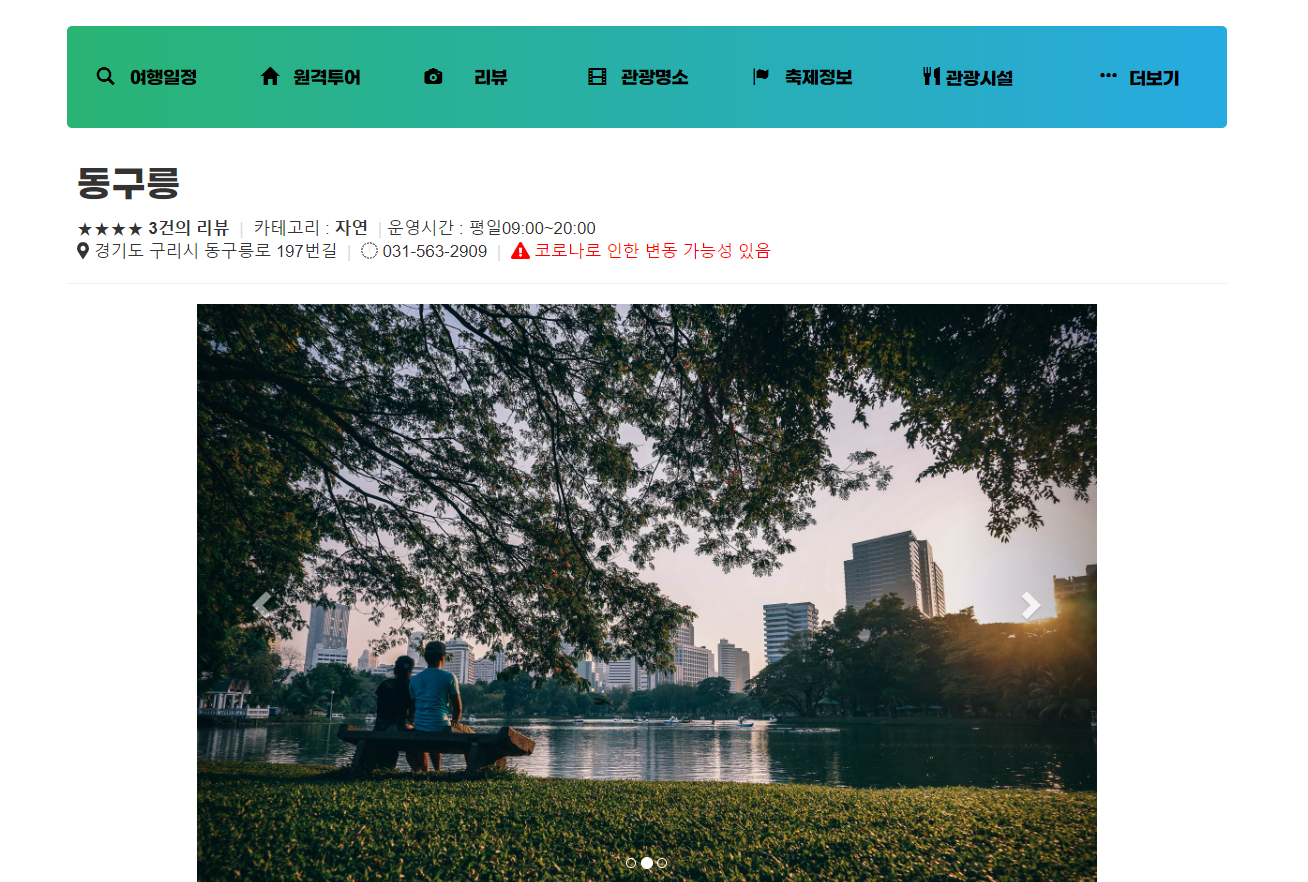 여행일정 원격투어 리뷰 관광명소 축제정보 관광시설 더보기
동구릉
★★★★ 3건의 리뷰 | 카테고리 : 자연 | 운영시간 : 평일09:00~20:00
경기도 구리시 동구릉로 197번길 | 031-563-2909 | 코로나로 인한 변동 가능성 있음